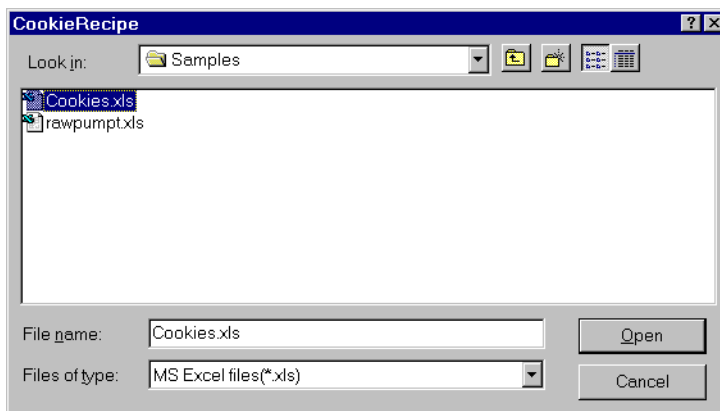 CookieRecipe
Look in:
Samples
Cookies.xls
rawpumpt.xls
File name:
Cookies.xls
Open
Files of type:
MS Excel files(*.xls)
Cancel